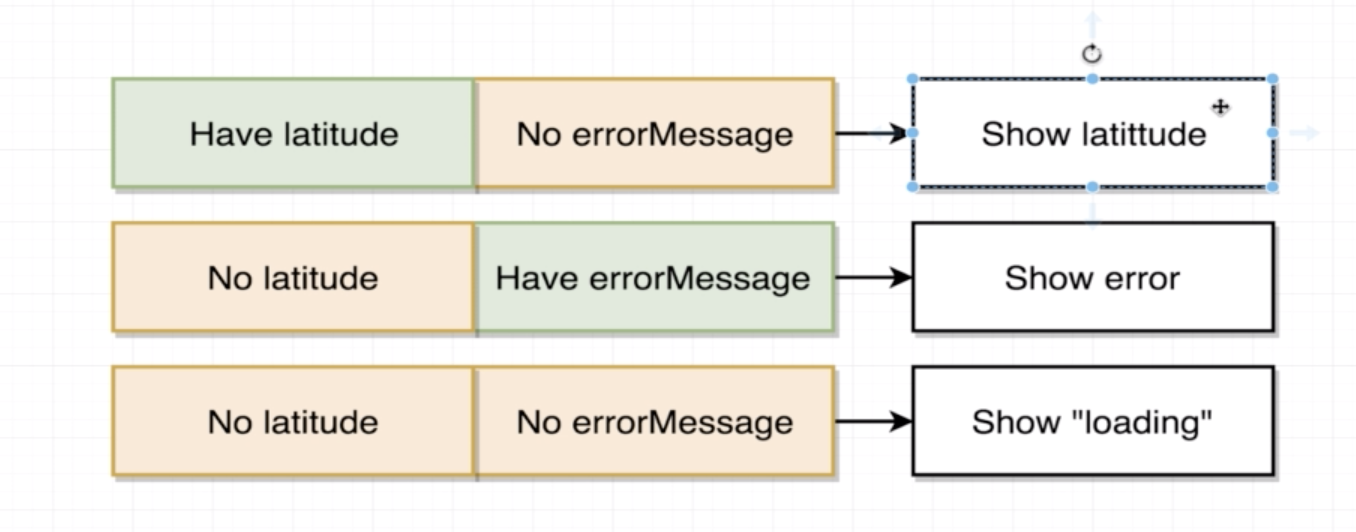 Have latitude
No errorMessage
Show latittude
No latitude
Have errorMessage
Show error
No latitude
No errorMessage
Show "loading"